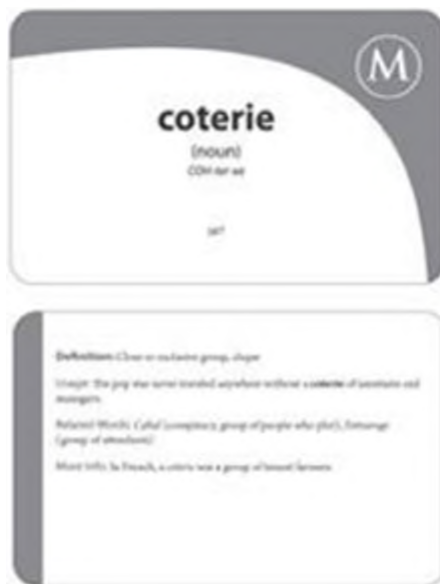 M
coterie
(noun)
COH-ter-ee
Definition: Close or exclusive group, clique
Usage: The pop star never traveled anywhere without a coterie of assistants and
managers.
Related Words: Cabal (conspiracy, group of people who plot), Entourage
(group of attendants)
More Info: In French, a coterie was a group of tenant farmers.